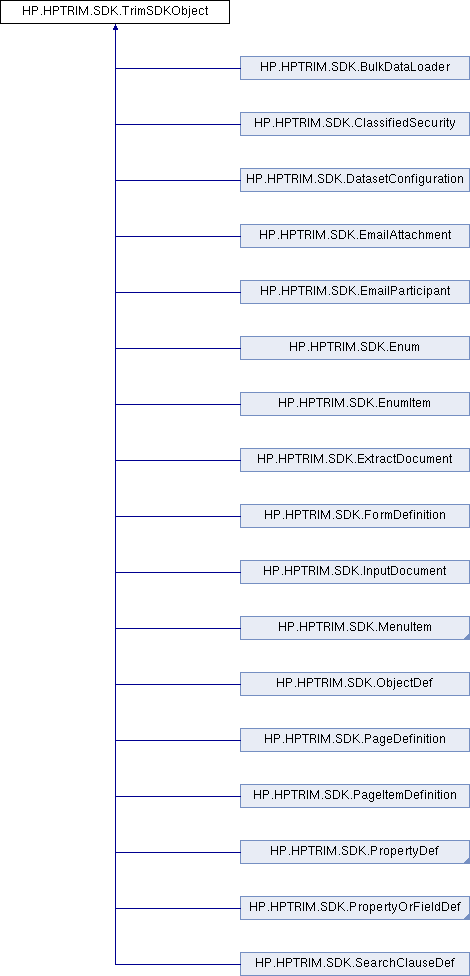 HP.HPTRIM.SDK.TrimSDKObject
HP.HPTRIM.SDK.BulkDataLoader
HP.HPTRIM.SDK.ClassifiedSecurity
HP.HPTRIM.SDK.DatasetConfiguration
HP.HPTRIM.SDK.EmailAttachment
HP.HPTRIM.SDK.EmailParticipant
HP.HPTRIM.SDK.Enum
HP.HPTRIM.SDK.EnumItem
HP.HPTRIM.SDK.ExtractDocument
HP.HPTRIM.SDK.FormDefinition
HP.HPTRIM.SDK.InputDocument
HP.HPTRIM.SDK.MenuItem
HP.HPTRIM.SDK.ObjectDef
HP.HPTRIM.SDK.PageDefinition
HP.HPTRIM.SDK.PageItemDefinition
HP.HPTRIM.SDK.PropertyDef
HP.HPTRIM.SDK.PropertyOrFieldDef
HP.HPTRIM.SDK.SearchClauseDef